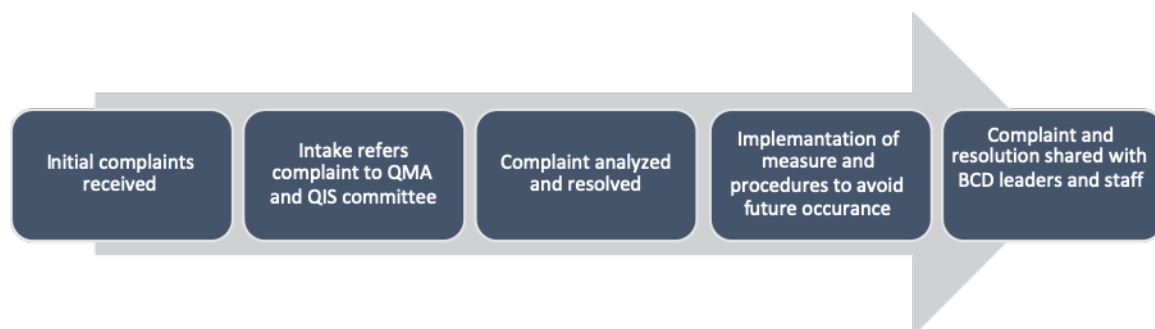 Initial complaints
received
Intake refers
complaint to QMA
and QIS committee
Complaint analyzed
and resolved
Implemantation of
measure and
procedures to avoid
future occurance
Complaint and
resolution shared with
BCD leaders and staff